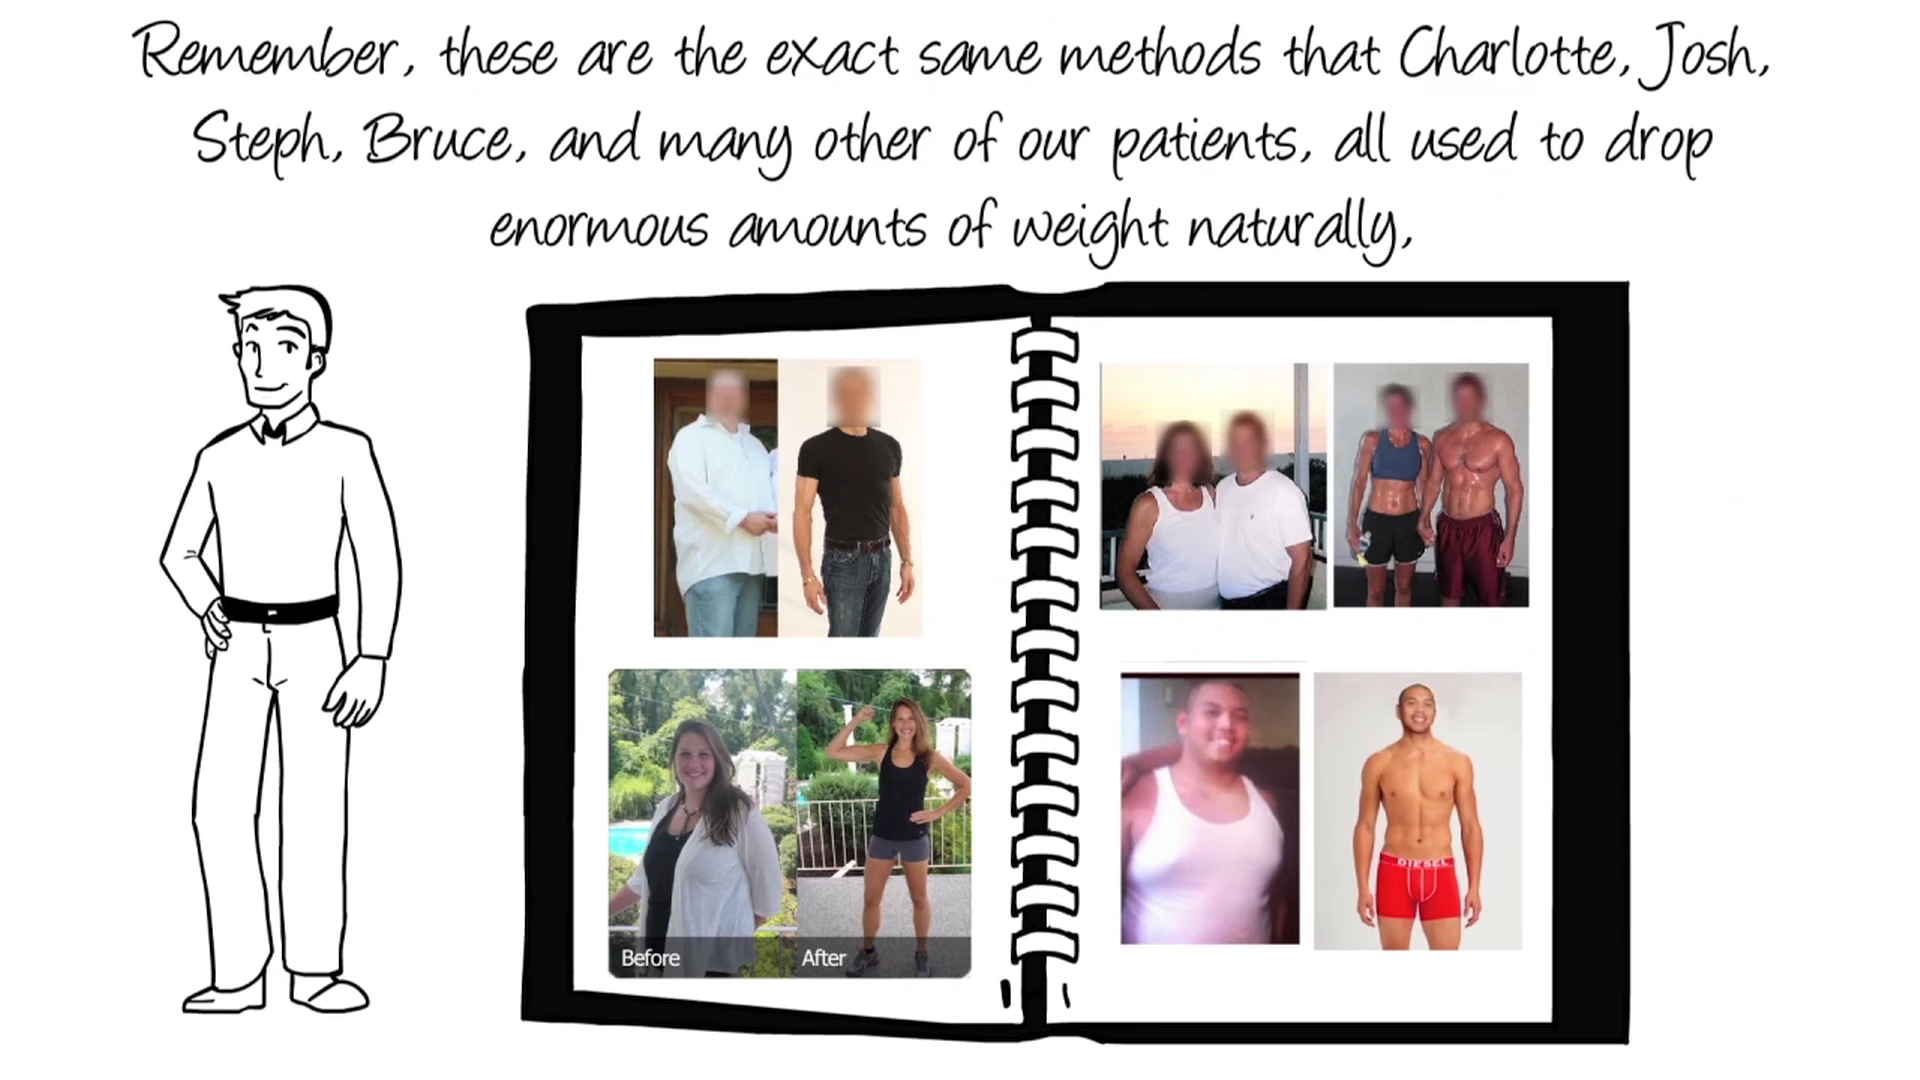 Remember, these are the exact same methods that Charlotte, Josh,
Steph, Bruce, and many other of our patients, all used to drop
enormous amounts of weight naturally,
Before
After
DIESEL